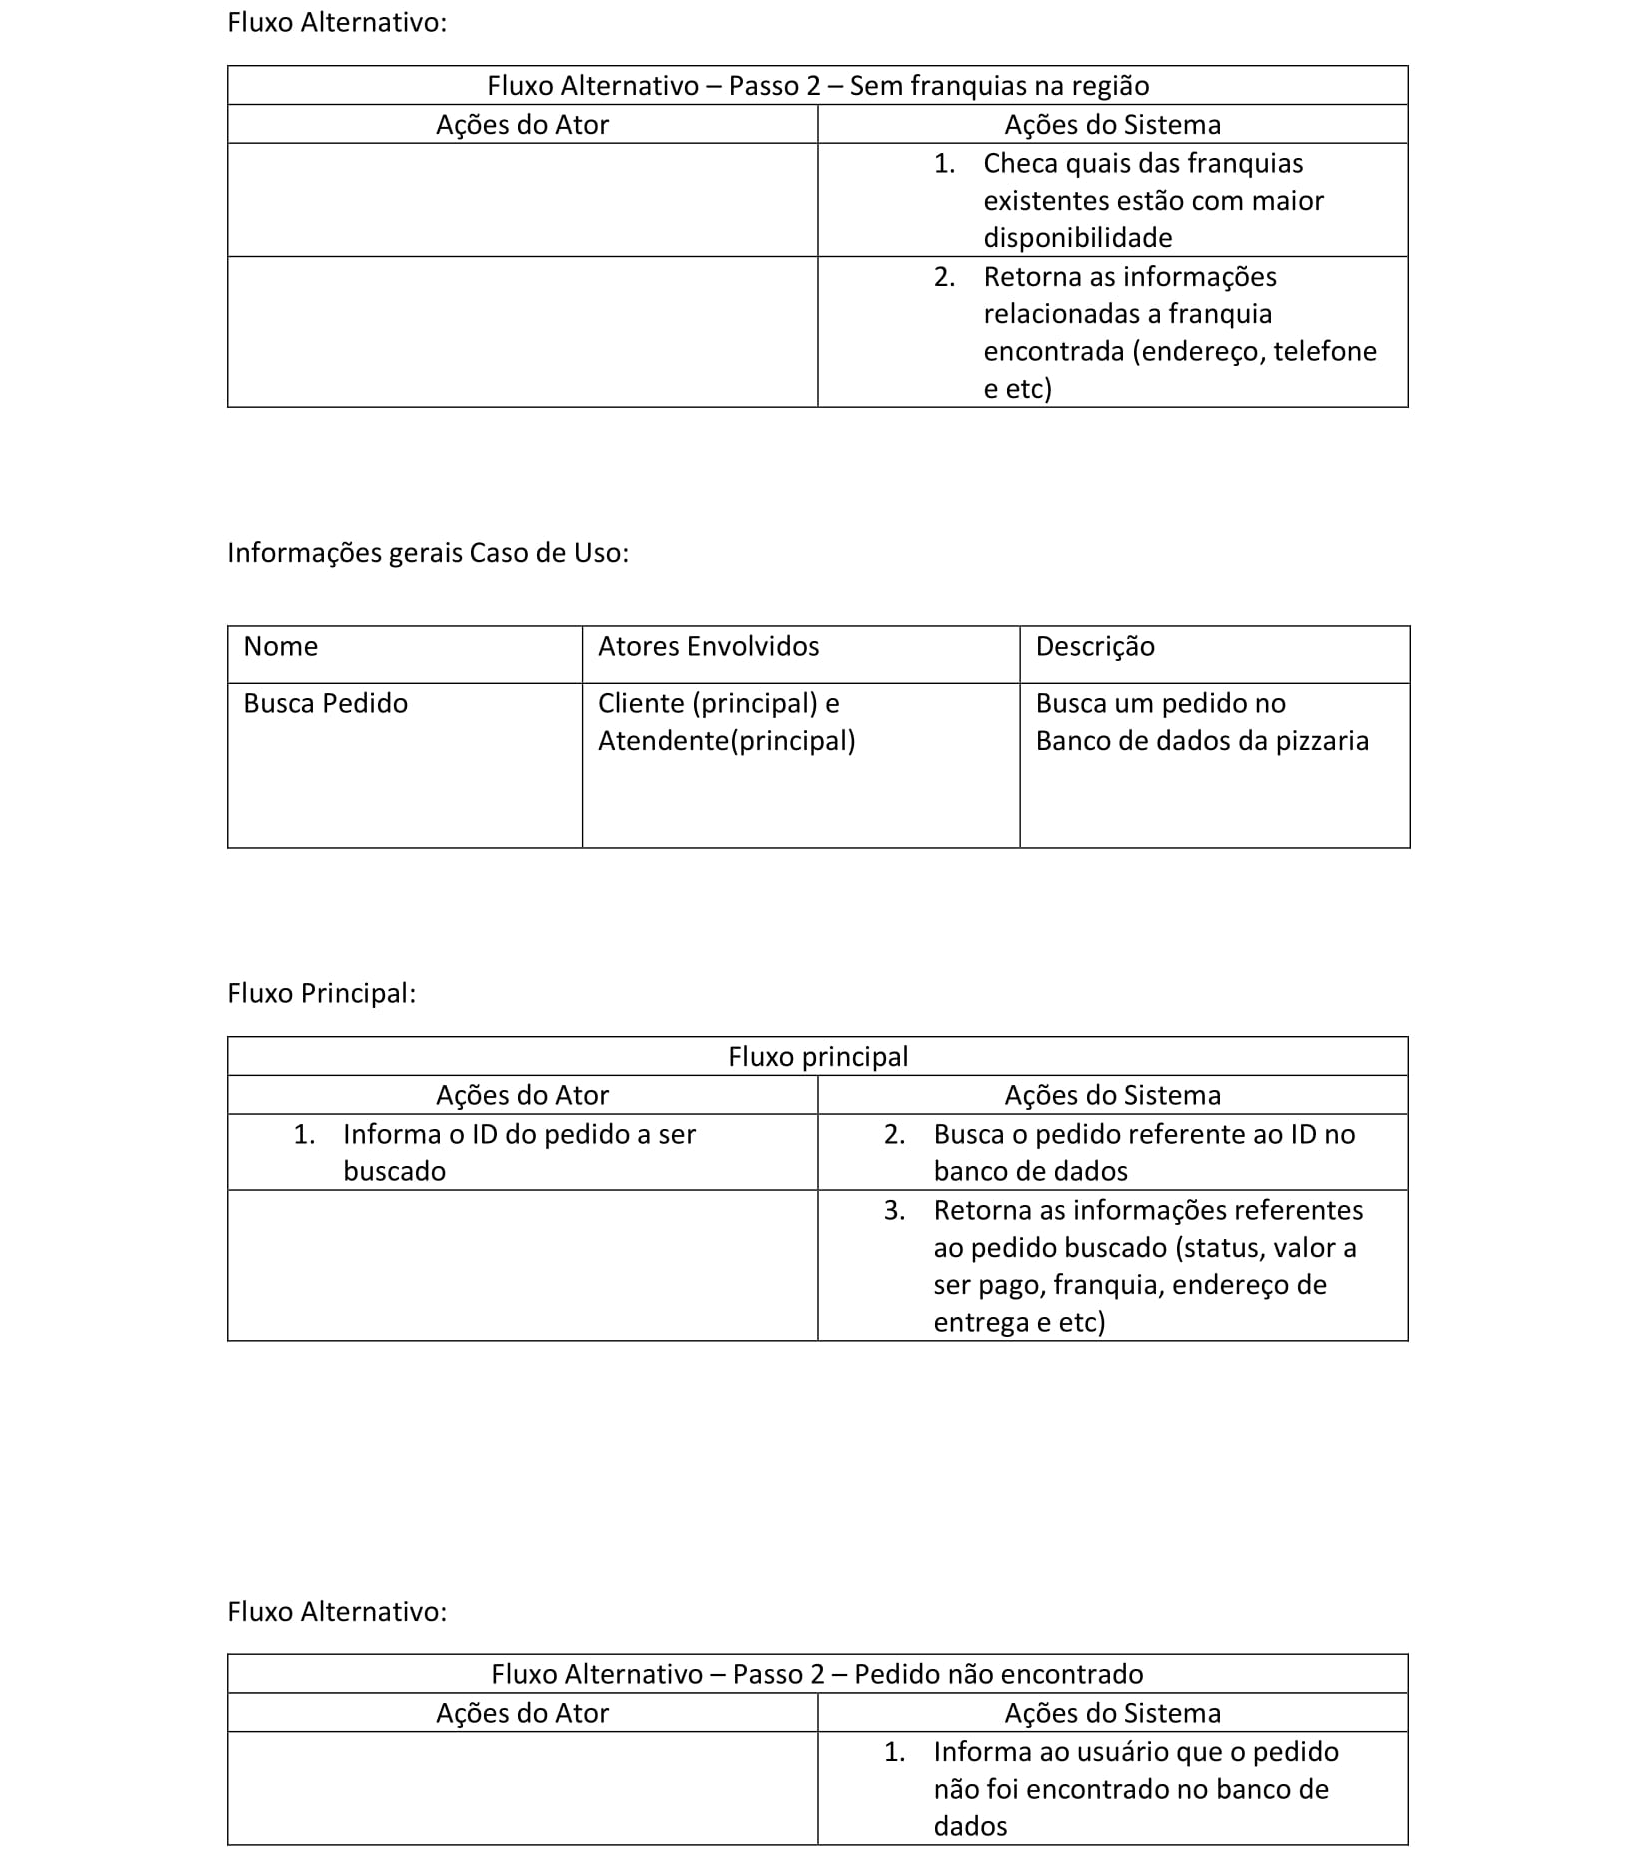 Fluxo Alternativo:
Fluxo Alternativo – Passo 2 – Sem franquias na região
Ações do Ator
Ações do Sistema
1. Checa quais das franquias
existentes estão com maior
disponibilidade
2. Retorna as informações
relacionadas a franquia
encontrada (endereço, telefone
e etc)
Informações gerais Caso de Uso:
Nome
Atores Envolvidos
Descrição
Busca Pedido
Cliente (principal) e
Atendente(principal)
Busca um pedido no
Banco de dados da pizzaria
Fluxo Principal:
Fluxo principal
Ações do Ator
Ações do Sistema
1. Informa o ID do pedido a ser
buscado
2. Busca o pedido referente ao ID no
banco de dados
3. Retorna as informações referentes
ao pedido buscado (status, valor a
ser pago, franquia, endereço de
entrega e etc)
Fluxo Alternativo:
Fluxo Alternativo – Passo 2 – Pedido não encontrado
Ações do Ator
Ações do Sistema
1. Informa ao usuário que o pedido
não foi encontrado no banco de
dados